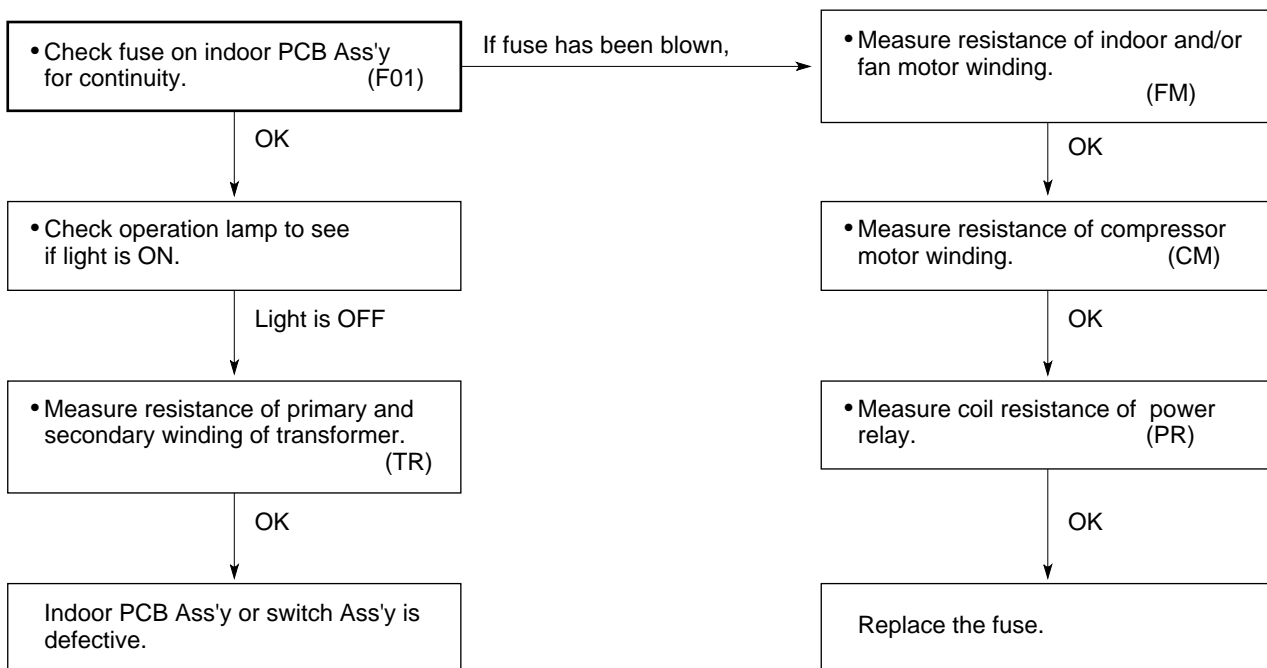 • Check fuse on indoor PCB Ass'y
for continuity. (F01)
If fuse has been blown,
• Measure resistance of indoor and/or
fan motor winding.
(FM)
OK
OK
• Check operation lamp to see
if light is ON.
• Measure resistance of compressor
motor winding. (CM)
Light is OFF
OK
• Measure resistance of primary and
secondary winding of transformer.
(TR)
• Measure coil resistance of power
relay. (PR)
OK
OK
Indoor PCB Ass'y or switch Ass'y is
defective.
Replace the fuse.